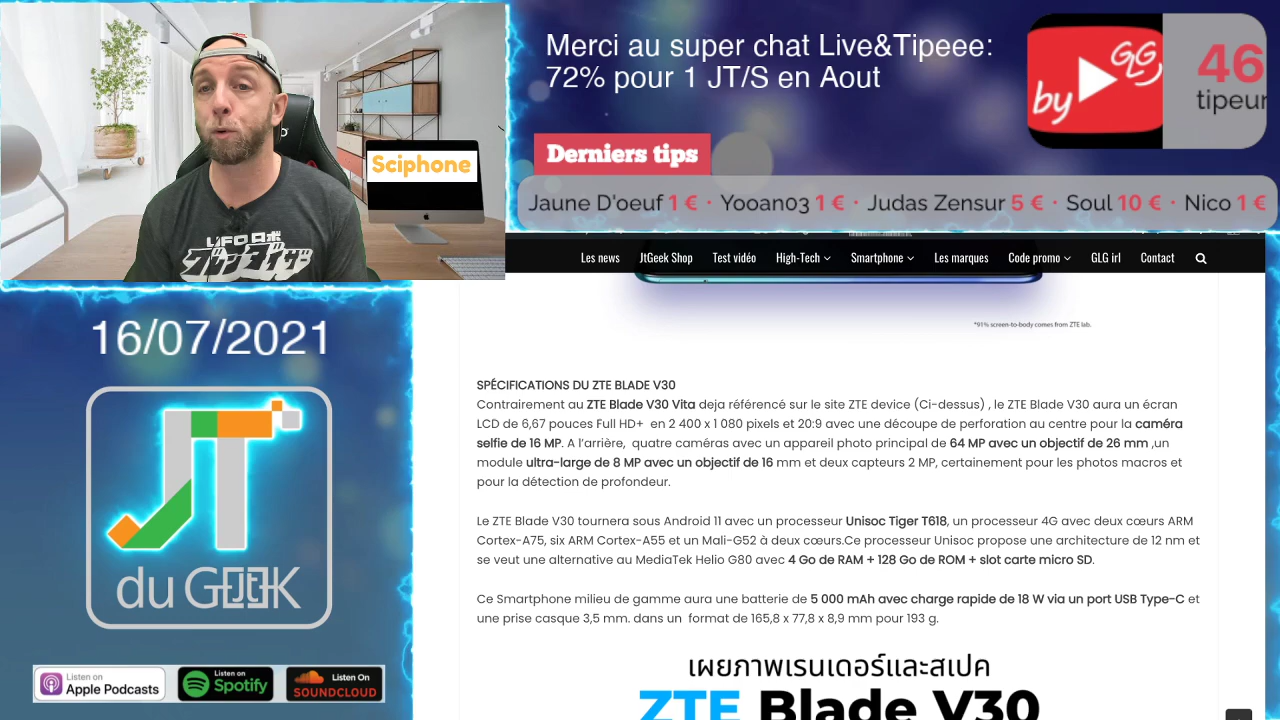 Merci au super chat Live&Tipeee:
72% pour 1 JT/S en Aout
by GLG
46
tipeur
Derniers tips
Jaune D'oeuf 1 € · Yooan03 1 € · Judas Zensur 5 € · Soul 10 € · Nico 1 €
Sciphone
UFO ロボ
グレンダイザー
Les news JtGeek Shop Test vidéo High-Tech Smartphone Les marques Code promo GLG irl Contact
*91% screen-to-body comes from ZTE lab.
16/07/2021
JT
du GEEK
Listen on
Apple Podcasts
Listen on
Spotify
Listen On
SOUNDCLOUD
SPÉCIFICATIONS DU ZTE BLADE V30
Contrairement au ZTE Blade V30 Vita deja référencé sur le site ZTE device (Ci-dessus) , le ZTE Blade V30 aura un écran
LCD de 6,67 pouces Full HD+ en 2 400 x 1 080 pixels et 20:9 avec une découpe de perforation au centre pour la caméra
selfie de 16 MP. A l’arrière, quatre caméras avec un appareil photo principal de 64 MP avec un objectif de 26 mm ,un
module ultra-large de 8 MP avec un objectif de 16 mm et deux capteurs 2 MP, certainement pour les photos macros et
pour la détection de profondeur.
Le ZTE Blade V30 tournera sous Android 11 avec un processeur Unisoc Tiger T618, un processeur 4G avec deux cœurs ARM
Cortex-A75, six ARM Cortex-A55 et un Mali-G52 à deux cœurs.Ce processeur Unisoc propose une architecture de 12 nm et
se veut une alternative au MediaTek Helio G80 avec 4 Go de RAM + 128 Go de ROM + slot carte micro SD.
Ce Smartphone milieu de gamme aura une batterie de 5 000 mAh avec charge rapide de 18 W via un port USB Type-C et
une prise casque 3,5 mm. dans un format de 165,8 x 77,8 x 8,9 mm pour 193 g.
เผยภาพเรนเดอร์และสเปค
ZTE Blade V30